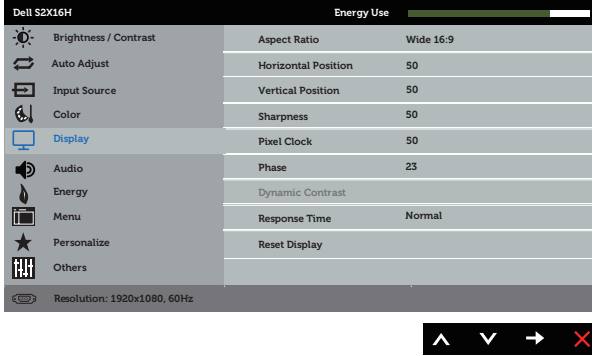 Dell S2X16H Energy Use
Brightness / Contrast
Auto Adjust
Input Source
Color
Display
Audio
Energy
Menu
Personalize
Others
Aspect Ratio Wide 16:9
Horizontal Position 50
Vertical Position 50
Sharpness 50
Pixel Clock 50
Phase 23
Dynamic Contrast
Response Time Normal
Reset Display
Resolution: 1920x1080, 60Hz